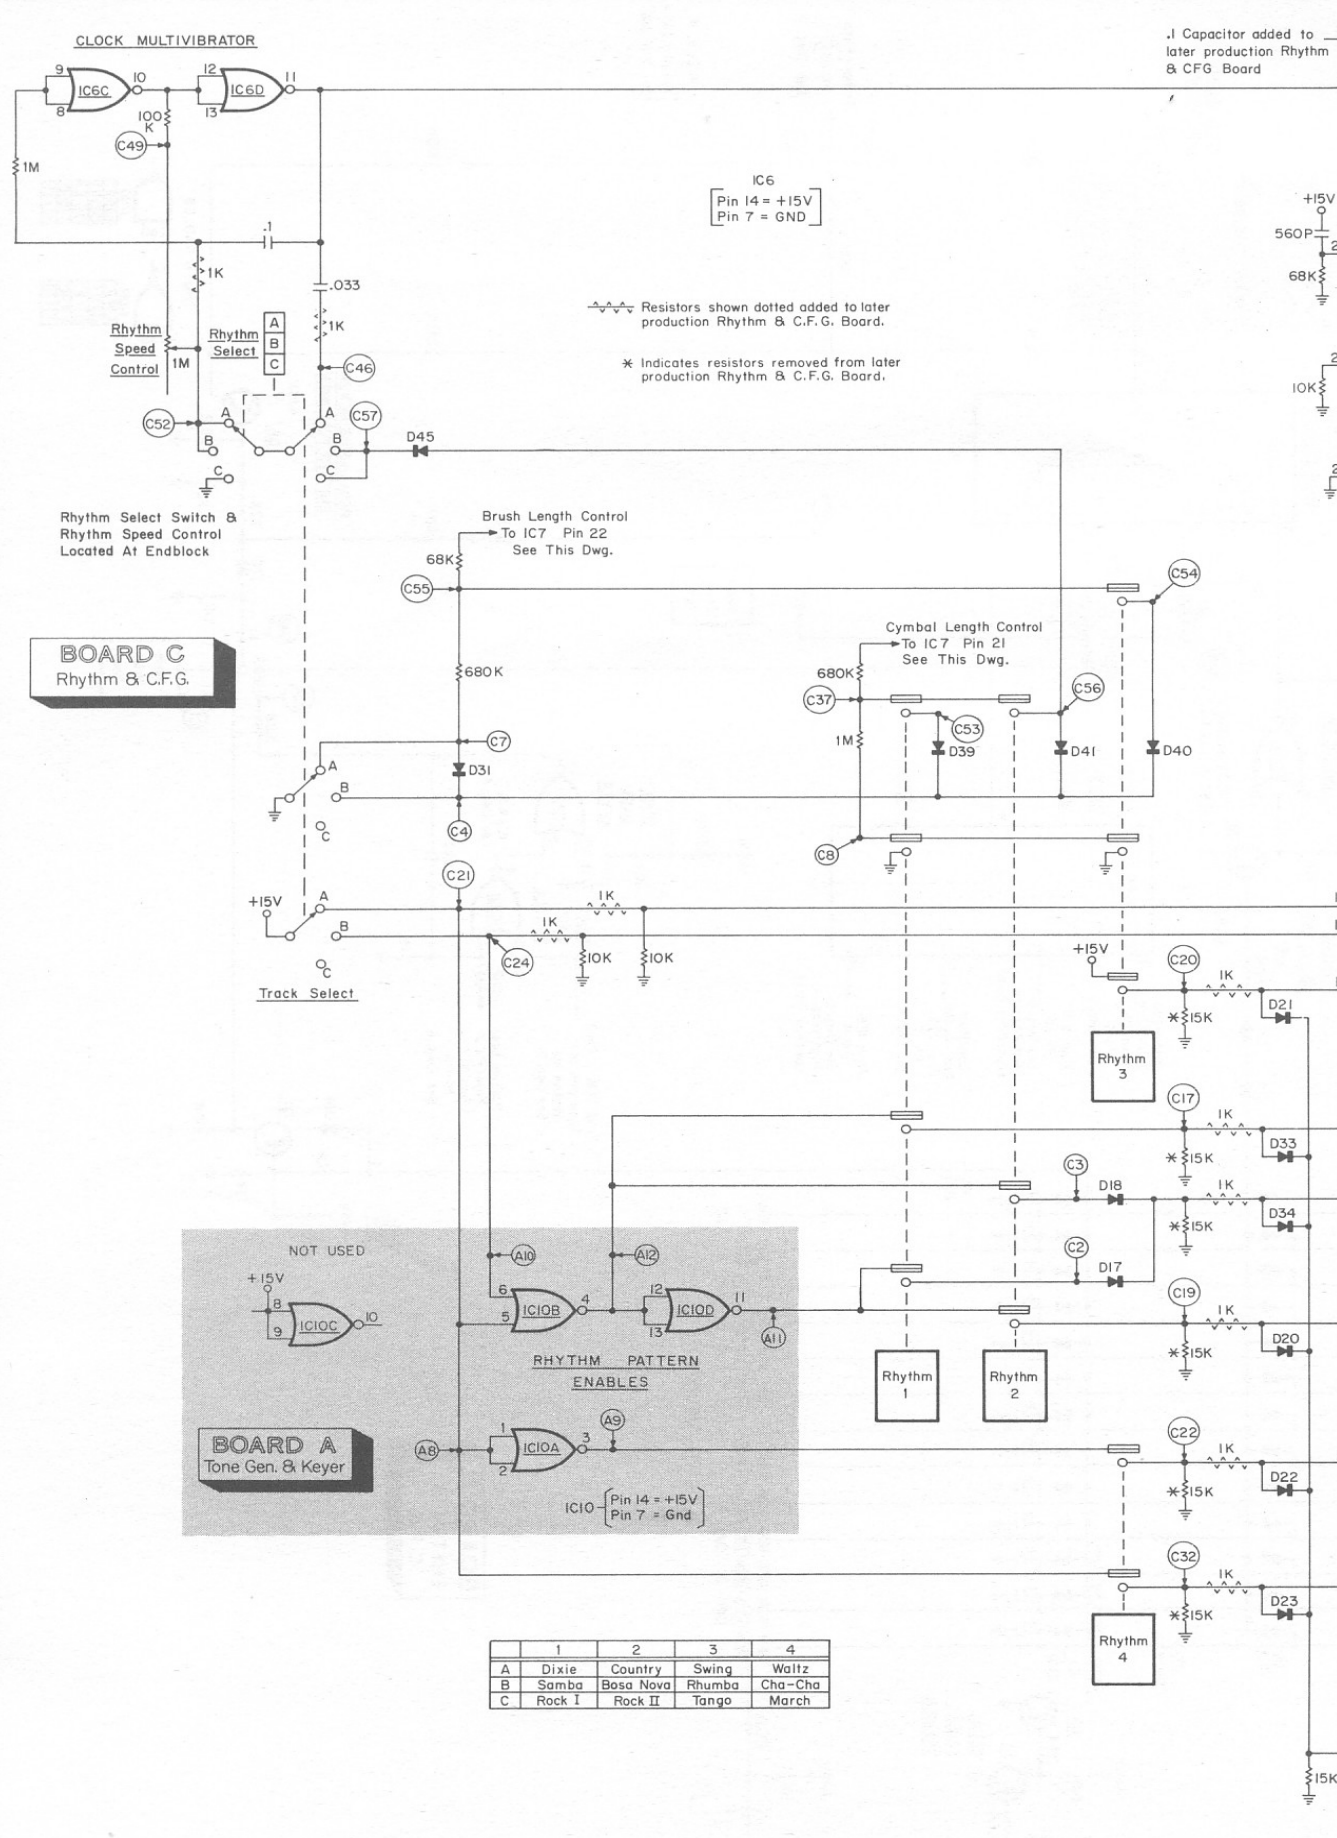 CLOCK MULTIVIBRATOR
.1 Capacitor added to
later production Rhythm
& CFG Board
9
8
IC6C
10
12
13
IC6D
11
100
K
C49
1M
IC6
Pin 14 = +15V
Pin 7 = GND
+15V
560P
2
68K
.1
1K
.033
1K
Resistors shown dotted added to later
production Rhythm & C.F.G. Board.
* Indicates resistors removed from later
production Rhythm & C.F.G. Board.
Rhythm
Speed
Control
1M
Rhythm
Select
A
B
C
C46
2
10K
C52
A
B
C
A
B
C
C57
D45
2
Rhythm Select Switch &
Rhythm Speed Control
Located At Endblock
Brush Length Control
To IC7 Pin 22
See This Dwg.
68K
C55
C54
BOARD C
Rhythm & C.F.G.
680K
Cymbal Length Control
To IC7 Pin 21
See This Dwg.
680K
C37
C56
C53
1M
D39
D41
D40
C7
D31
A
B
C
C4
C8
C21
+15V
A
B
C
Track Select
1K
1K
C24
10K
10K
+15V
C20
1K
D21
* 15K
Rhythm
3
C17
1K
D33
* 15K
C3
D18
1K
D34
* 15K
C2
D17
C19
1K
D20
* 15K
NOT USED
+15V
8
9
IC10C
10
A10
A12
6
5
IC10B
4
12
13
IC10D
11
A11
RHYTHM PATTERN
ENABLES
Rhythm
1
Rhythm
2
BOARD A
Tone Gen. & Keyer
A8
1
2
IC10A
3
A9
IC10
Pin 14 = +15V
Pin 7 = Gnd
C22
1K
D22
* 15K
C32
1K
D23
* 15K
Rhythm
4
1 2 3 4
A Dixie Country Swing Waltz
B Samba Bosa Nova Rhumba Cha-Cha
C Rock I Rock II Tango March
15K